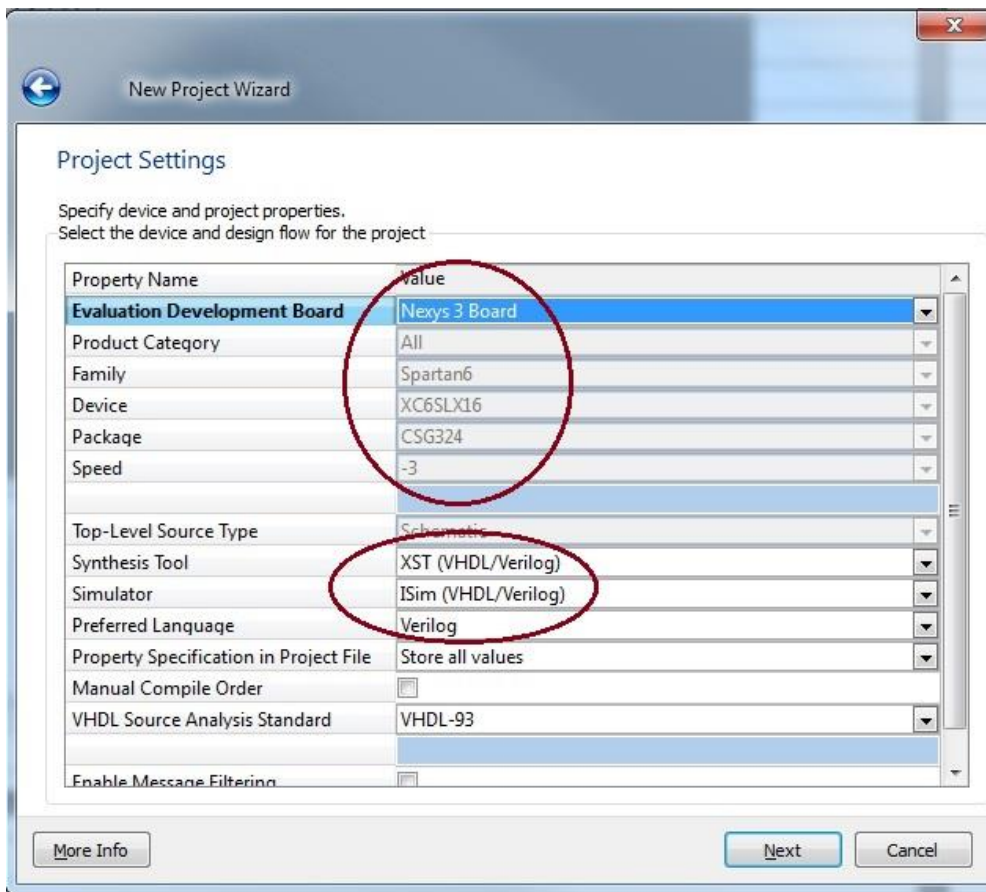 New Project Wizard
Project Settings
Specify device and project properties.
Select the device and design flow for the project
Property Name Value
Evaluation Development Board Nexys 3 Board
Product Category All
Family Spartan6
Device XC6SLX16
Package CSG324
Speed -3
Top-Level Source Type Schematic
Synthesis Tool XST (VHDL/Verilog)
Simulator ISim (VHDL/Verilog)
Preferred Language Verilog
Property Specification in Project File Store all values
Manual Compile Order
VHDL Source Analysis Standard VHDL-93
Enable Message Filtering
More Info Next Cancel